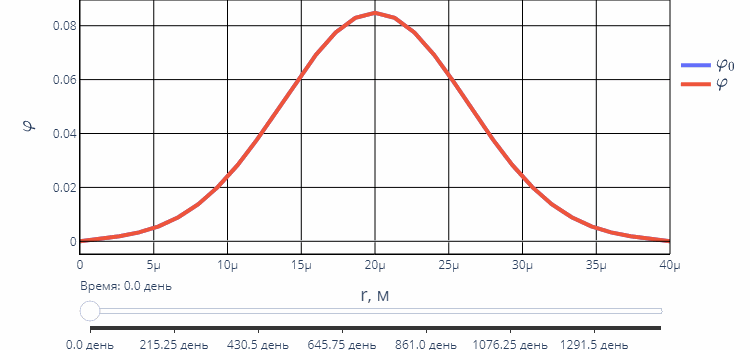 0.08
φ₀
φ
0.06
φ
0.04
0.02
0
0 5μ 10μ 15μ 20μ 25μ 30μ 35μ 40μ
Время: 0.0 день
r, м
0.0 день 215.25 день 430.5 день 645.75 день 861.0 день 1076.25 день 1291.5 день